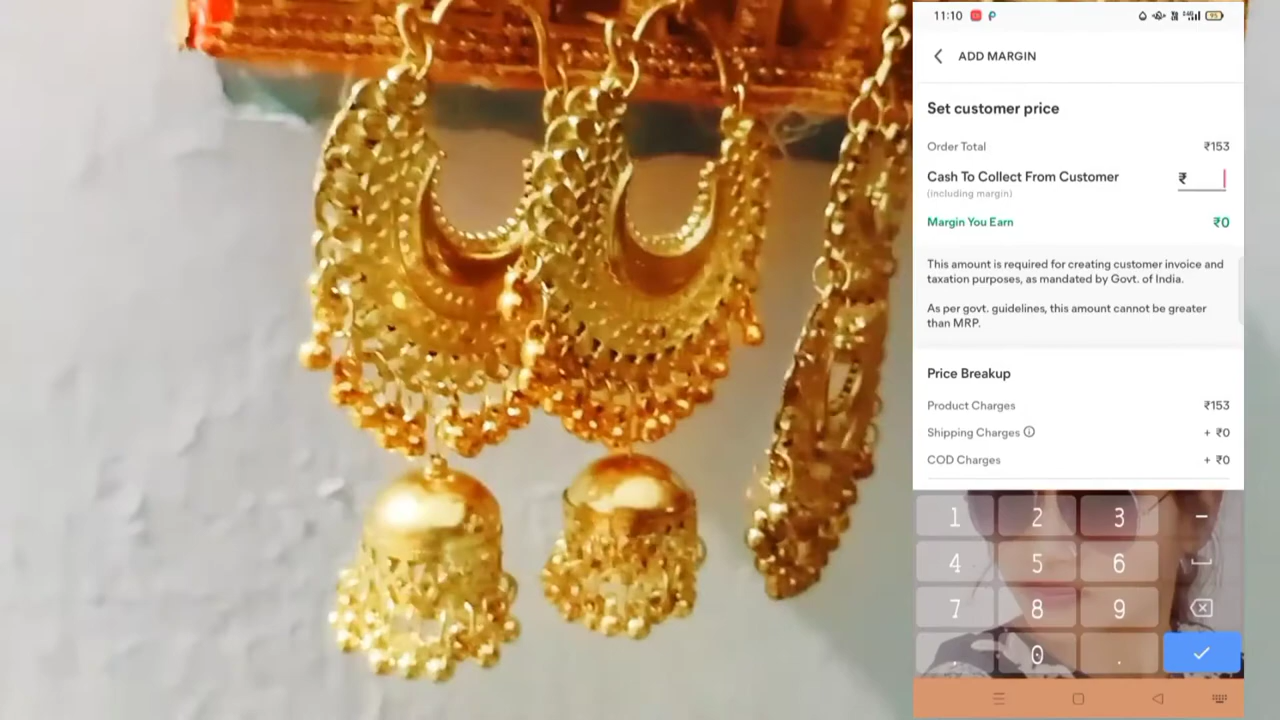 11:10
ADD MARGIN
Set customer price
Order Total ₹153
Cash To Collect From Customer ₹
(including margin)
Margin You Earn ₹0
This amount is required for creating customer invoice and
taxation purposes, as mandated by Govt. of India.
As per govt. guidelines, this amount cannot be greater
than MRP.
Price Breakup
Product Charges ₹153
Shipping Charges + ₹0
COD Charges + ₹0
1 2 3 -
4 5 6
7 8 9
, 0 .